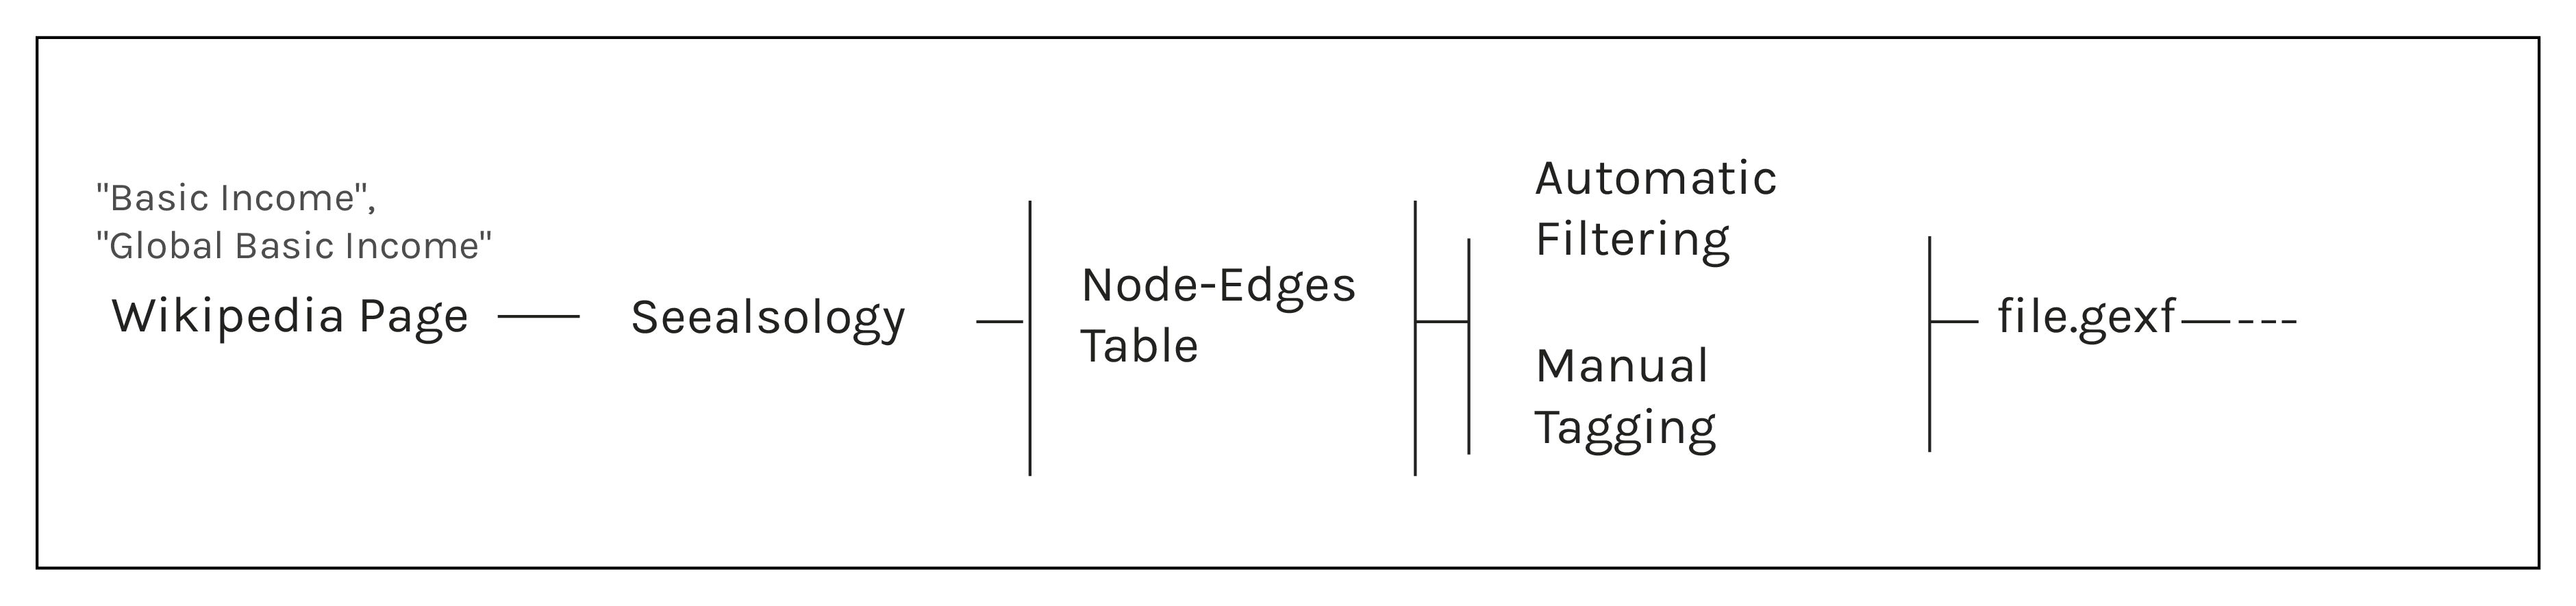 "Basic Income",
"Global Basic Income"
Wikipedia Page
Seealsology
Node-Edges
Table
Automatic
Filtering
Manual
Tagging
file.gexf